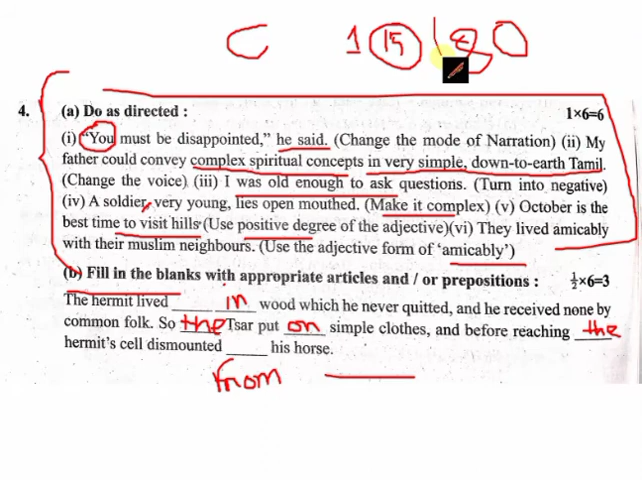 C 1 15
4. (a) Do as directed : 1×6=6
(i) "You must be disappointed," he said. (Change the mode of Narration) (ii) My
father could convey complex spiritual concepts in very simple, down-to-earth Tamil.
(Change the voice) (iii) I was old enough to ask questions. (Turn into negative)
(iv) A soldier, very young, lies open mouthed. (Make it complex) (v) October is the
best time to visit hills (Use positive degree of the adjective)(vi) They lived amicably
with their muslim neighbours. (Use the adjective form of 'amicably')
(b) Fill in the blanks with appropriate articles and / or prepositions : ½×6=3
The hermit lived ____ in wood which he never quitted, and he received none by
common folk. So the Tsar put on simple clothes, and before reaching the
hermit's cell dismounted ____ his horse.
from